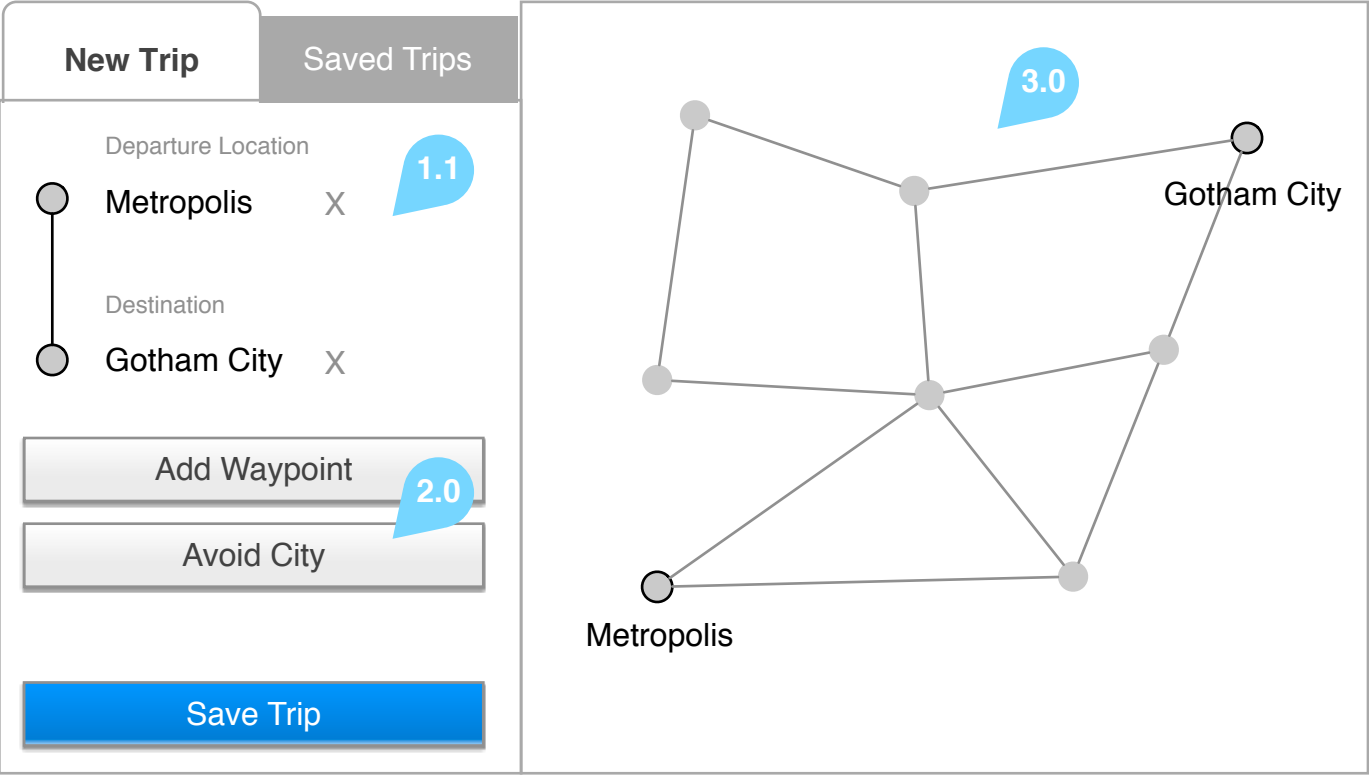 New Trip
Saved Trips
Departure Location
1.1
Metropolis X
Destination
Gotham City X
Add Waypoint
2.0
Avoid City
Save Trip
3.0
Gotham City
Metropolis